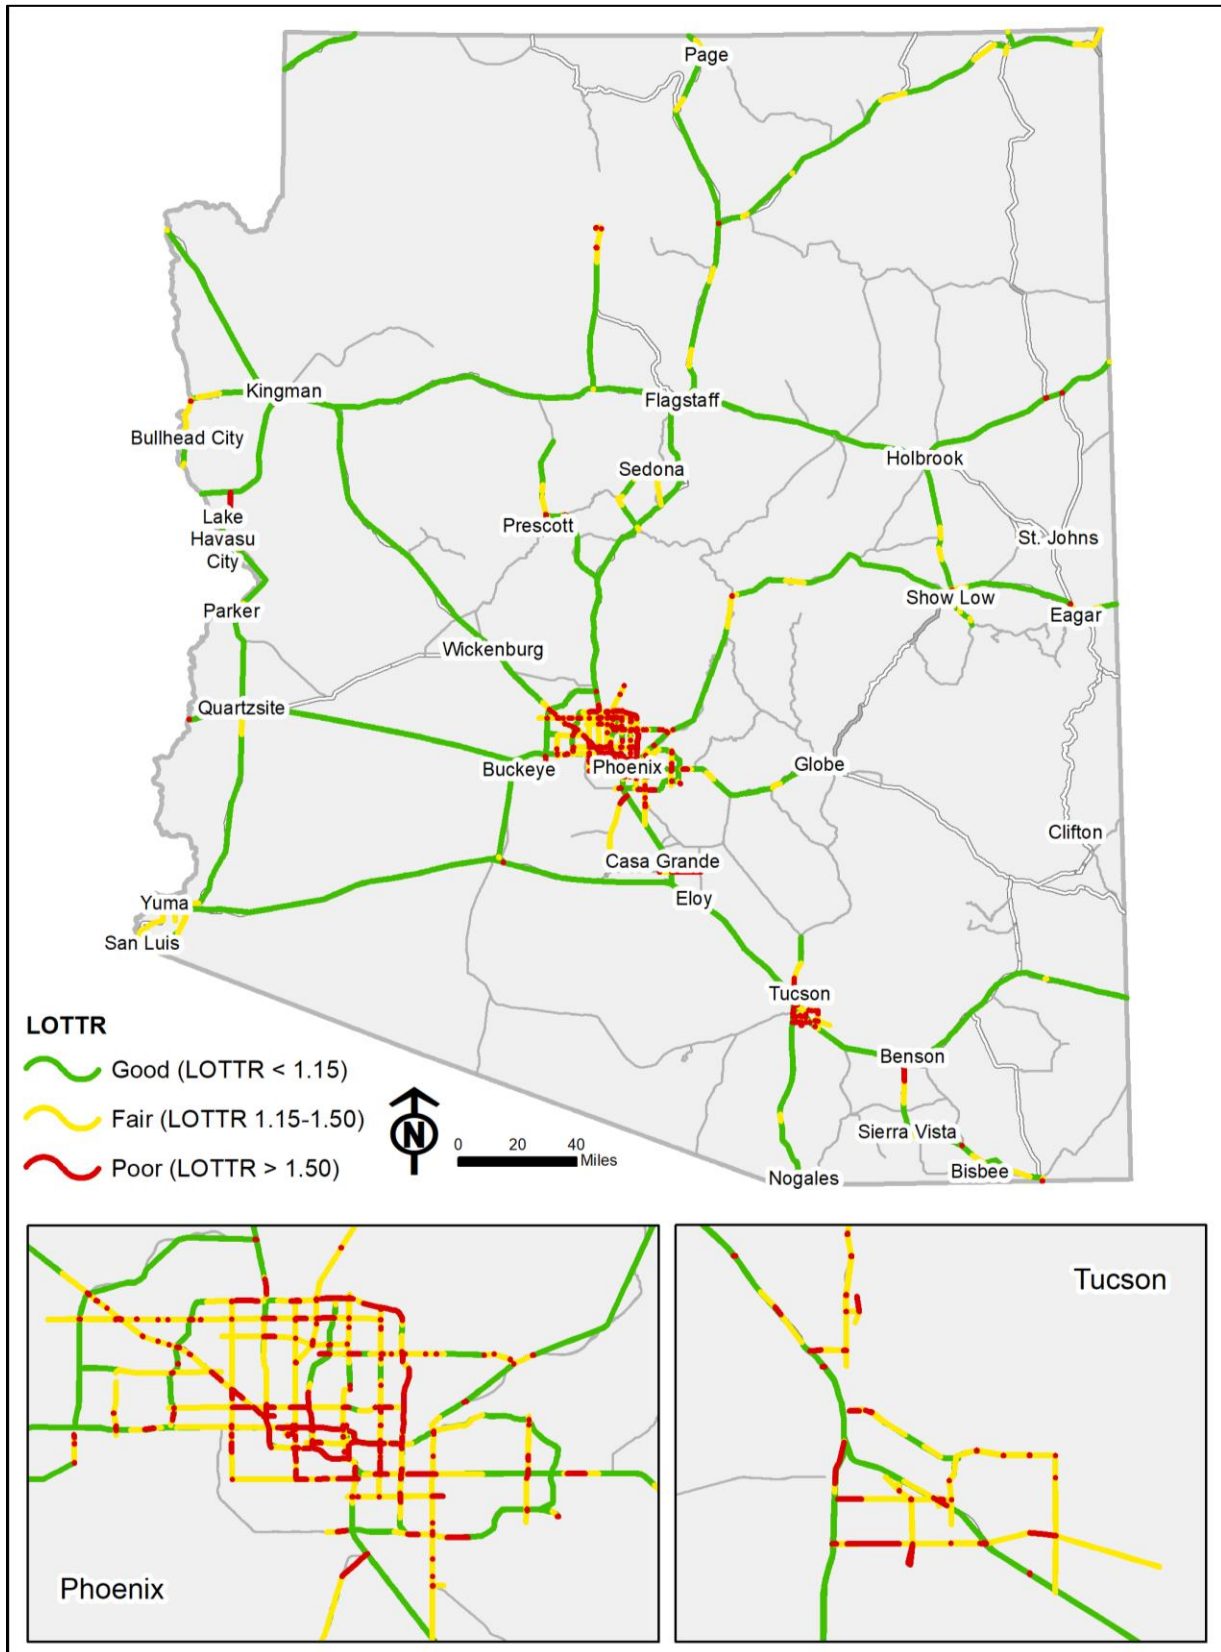 Page
Kingman
Flagstaff
Bullhead City
Holbrook
Sedona
Lake
Havasu
City
Prescott
St. Johns
Parker
Show Low
Eagar
Wickenburg
Quartzsite
Buckeye
Phoenix
Globe
Clifton
Casa Grande
Eloy
Yuma
San Luis
Tucson
Benson
Sierra Vista
Bisbee
Nogales
LOTTR
Good (LOTTR < 1.15)
Fair (LOTTR 1.15-1.50)
Poor (LOTTR > 1.50)
N
0 20 40
Miles
Phoenix
Tucson